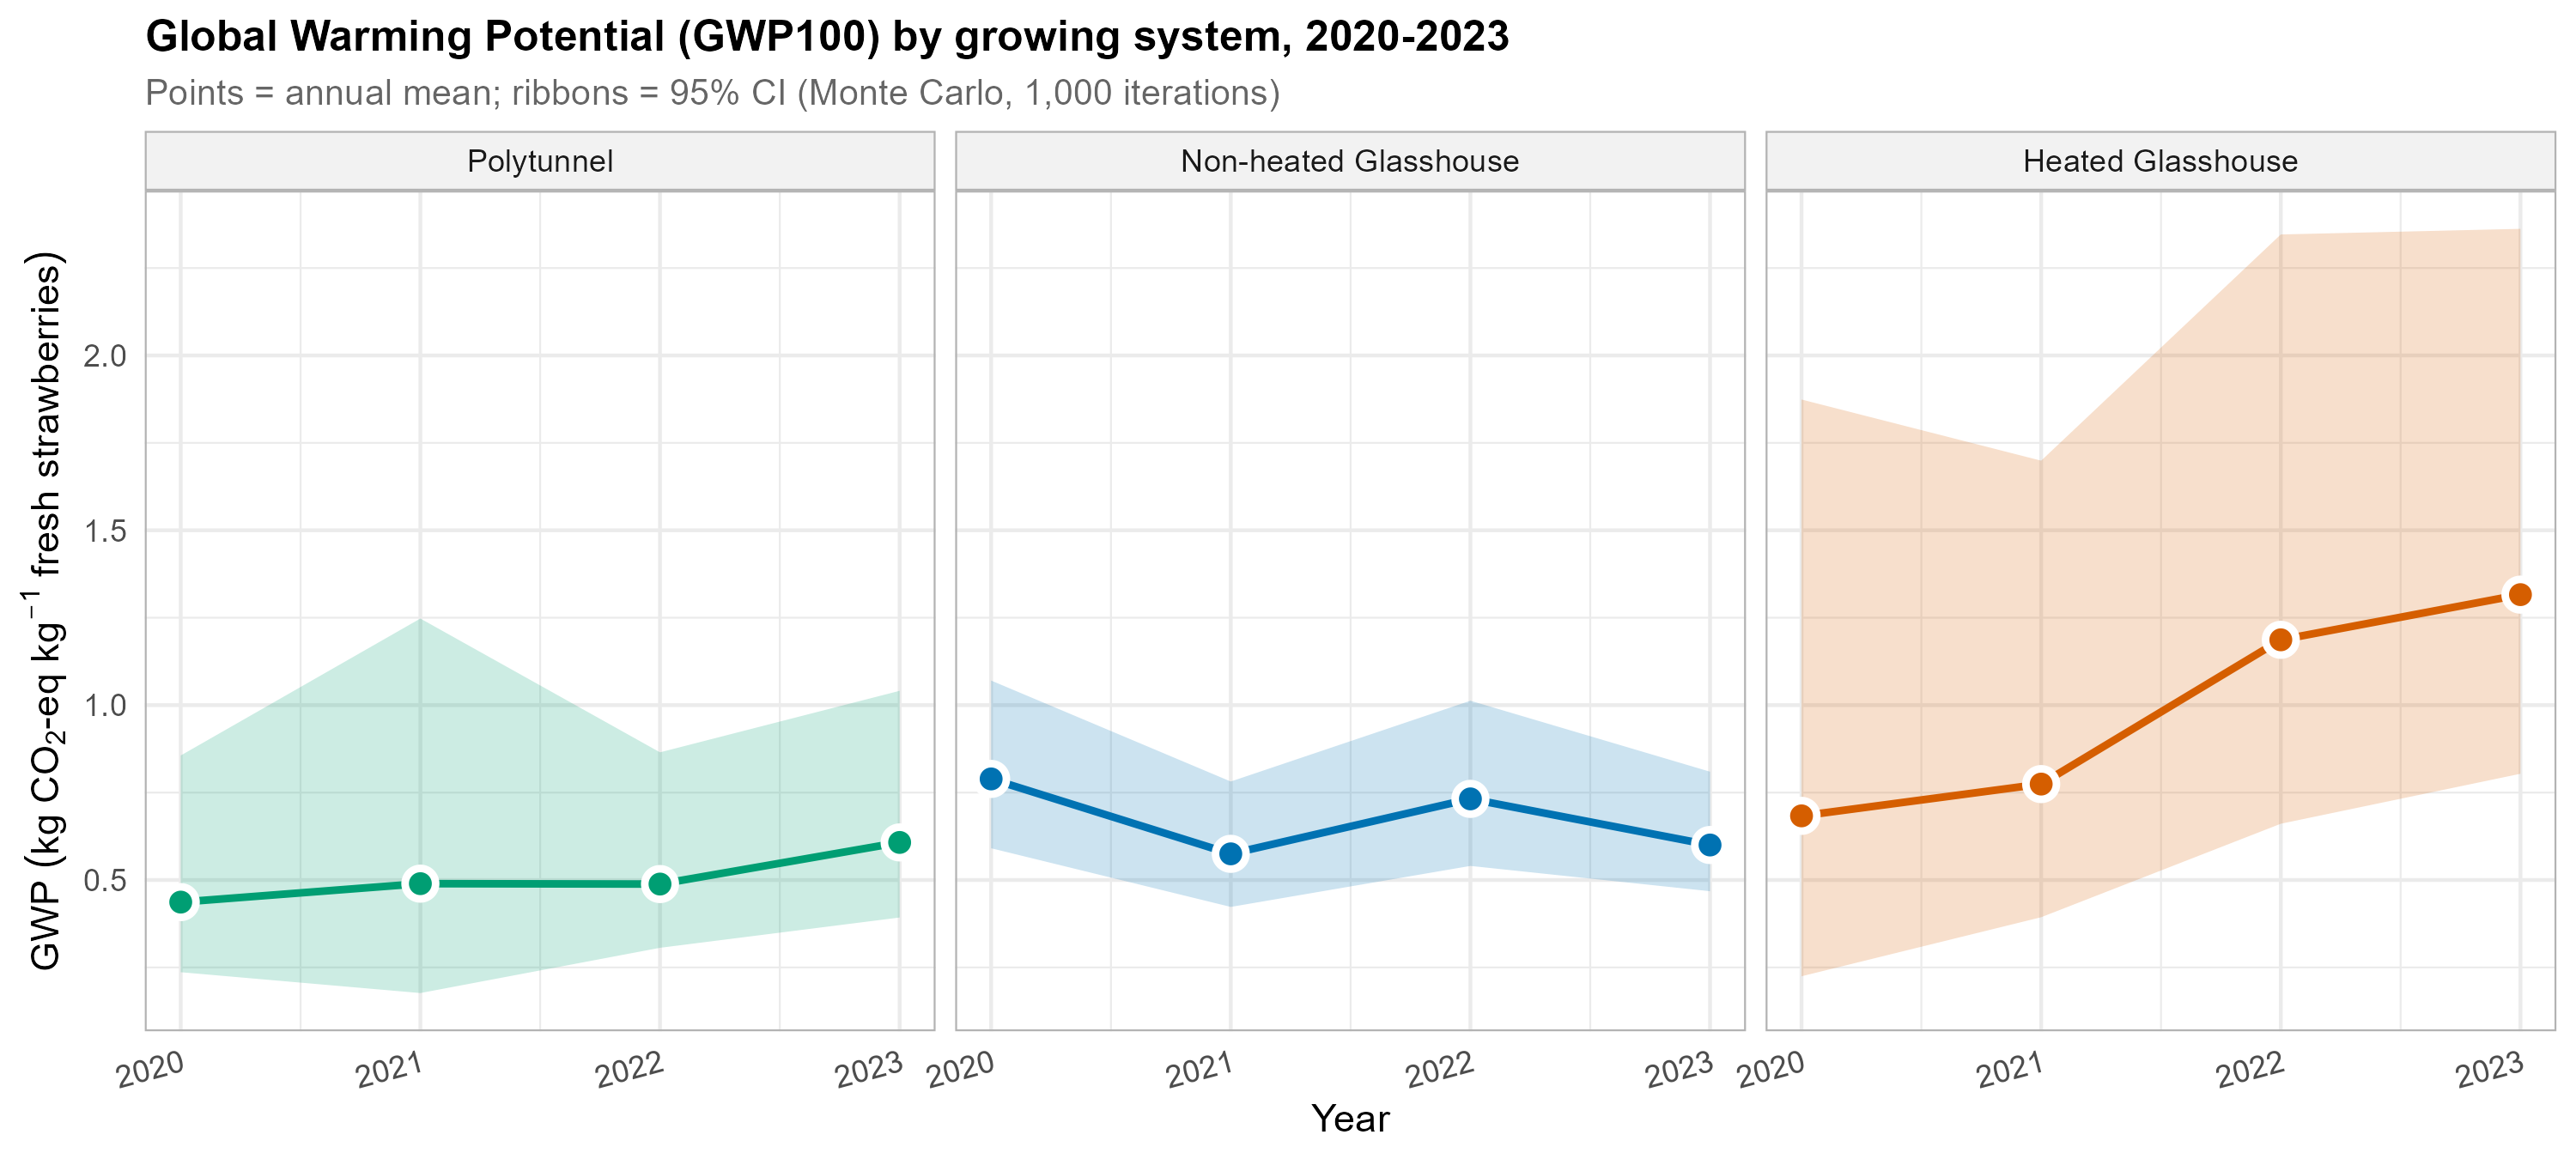 Global Warming Potential (GWP100) by growing system, 2020-2023
Points = annual mean; ribbons = 95% CI (Monte Carlo, 1,000 iterations)
Polytunnel
Non-heated Glasshouse
Heated Glasshouse
GWP (kg CO₂-eq kg⁻¹ fresh strawberries)
2.0
1.5
1.0
0.5
2020 2021 2022 2023
2020 2021 2022 2023
2020 2021 2022 2023
Year